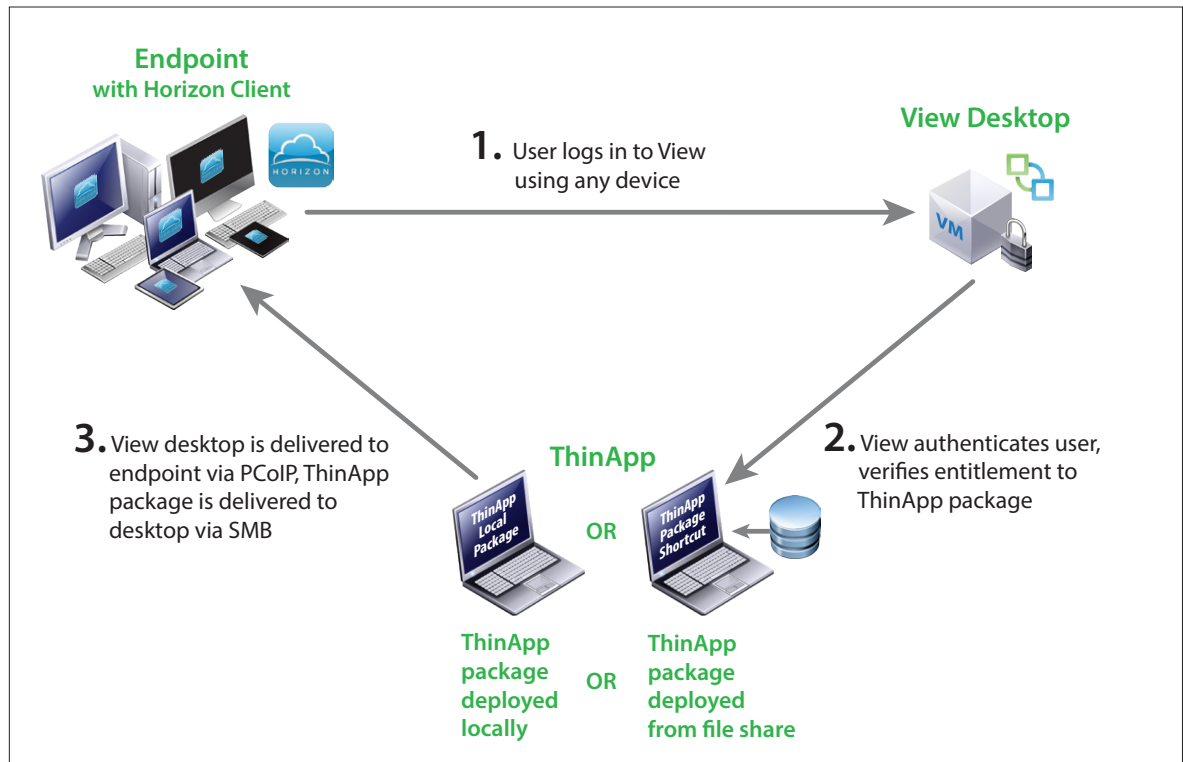 Endpoint
with Horizon Client
HORIZON
1. User logs in to View
using any device
View Desktop
VM
3. View desktop is delivered to
endpoint via PCoIP, ThinApp
package is delivered to
desktop via SMB
2. View authenticates user,
verifies entitlement to
ThinApp package
ThinApp
ThinApp
Local
Package
OR
ThinApp
Package
Shortcut
ThinApp
package
deployed
locally
OR
ThinApp
package
deployed
from file share